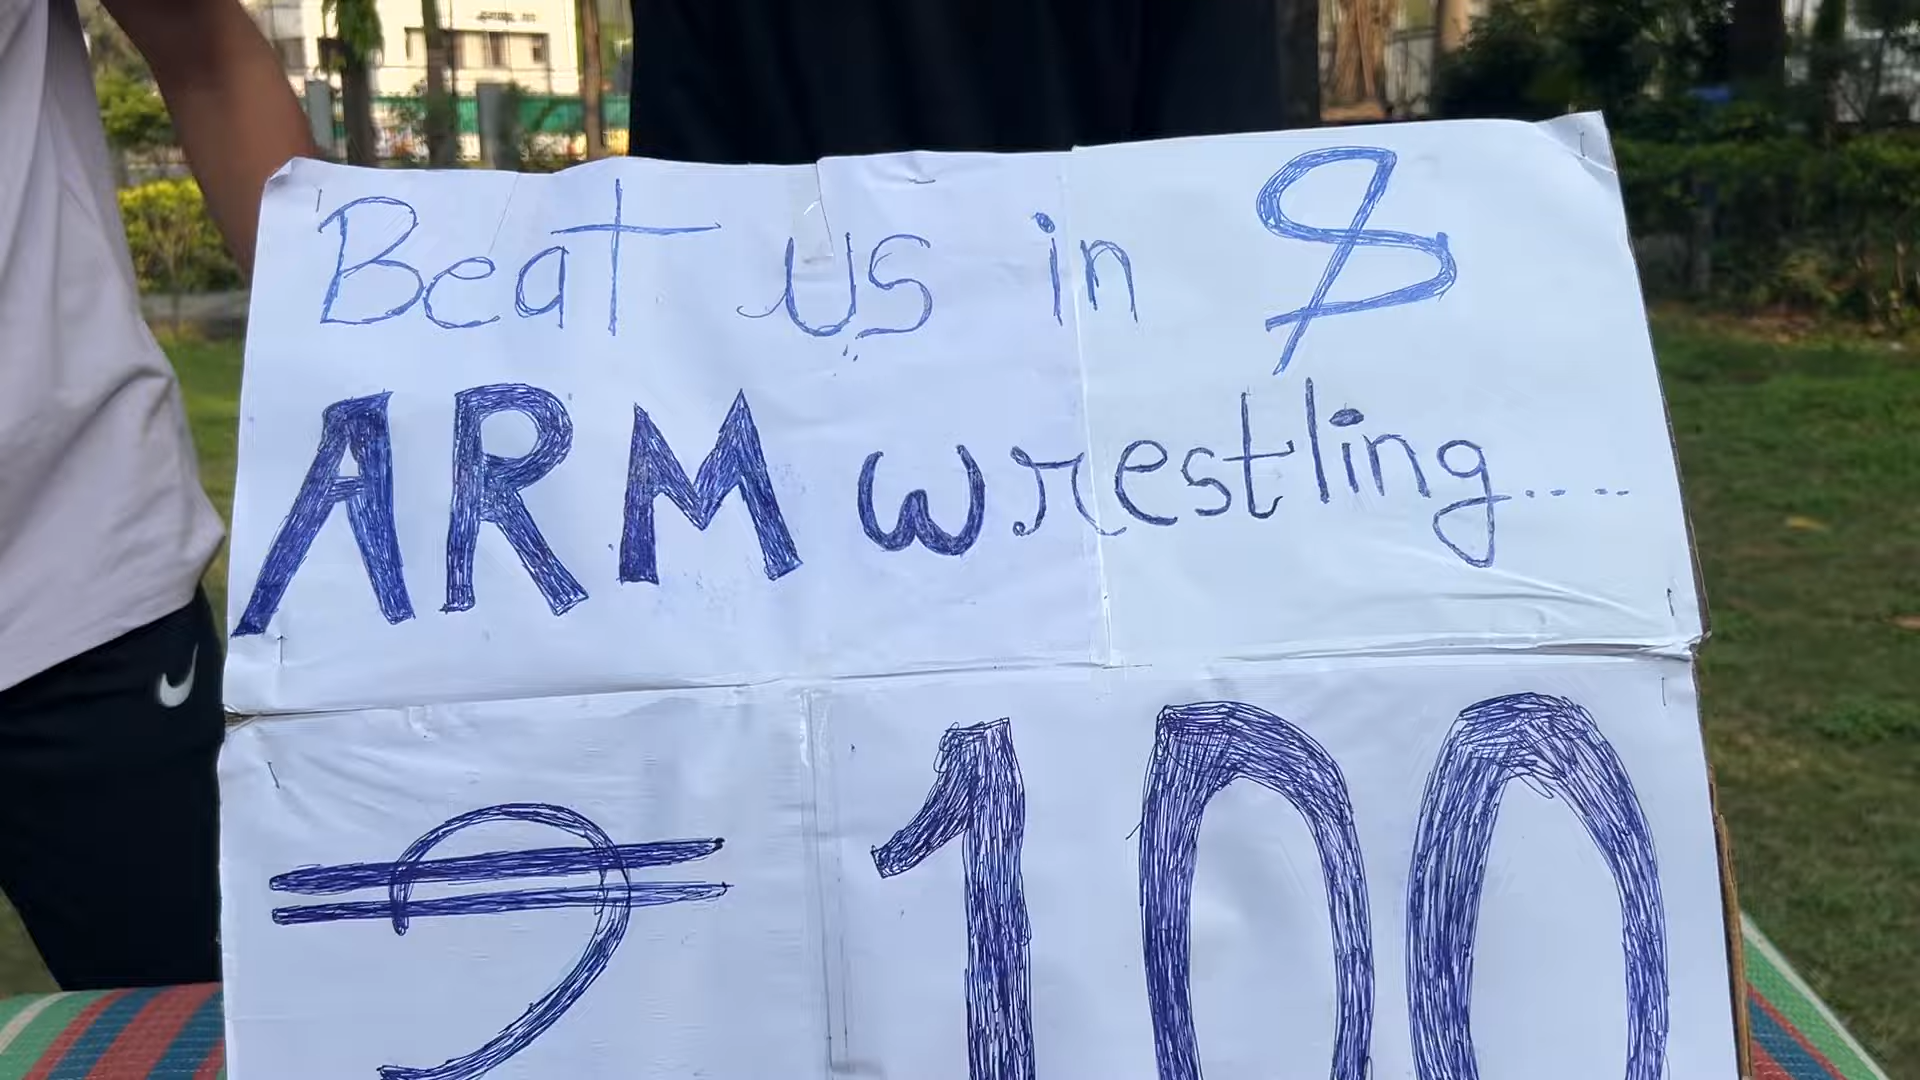 Beat us in $
ARM wrestling.....
₹ 100